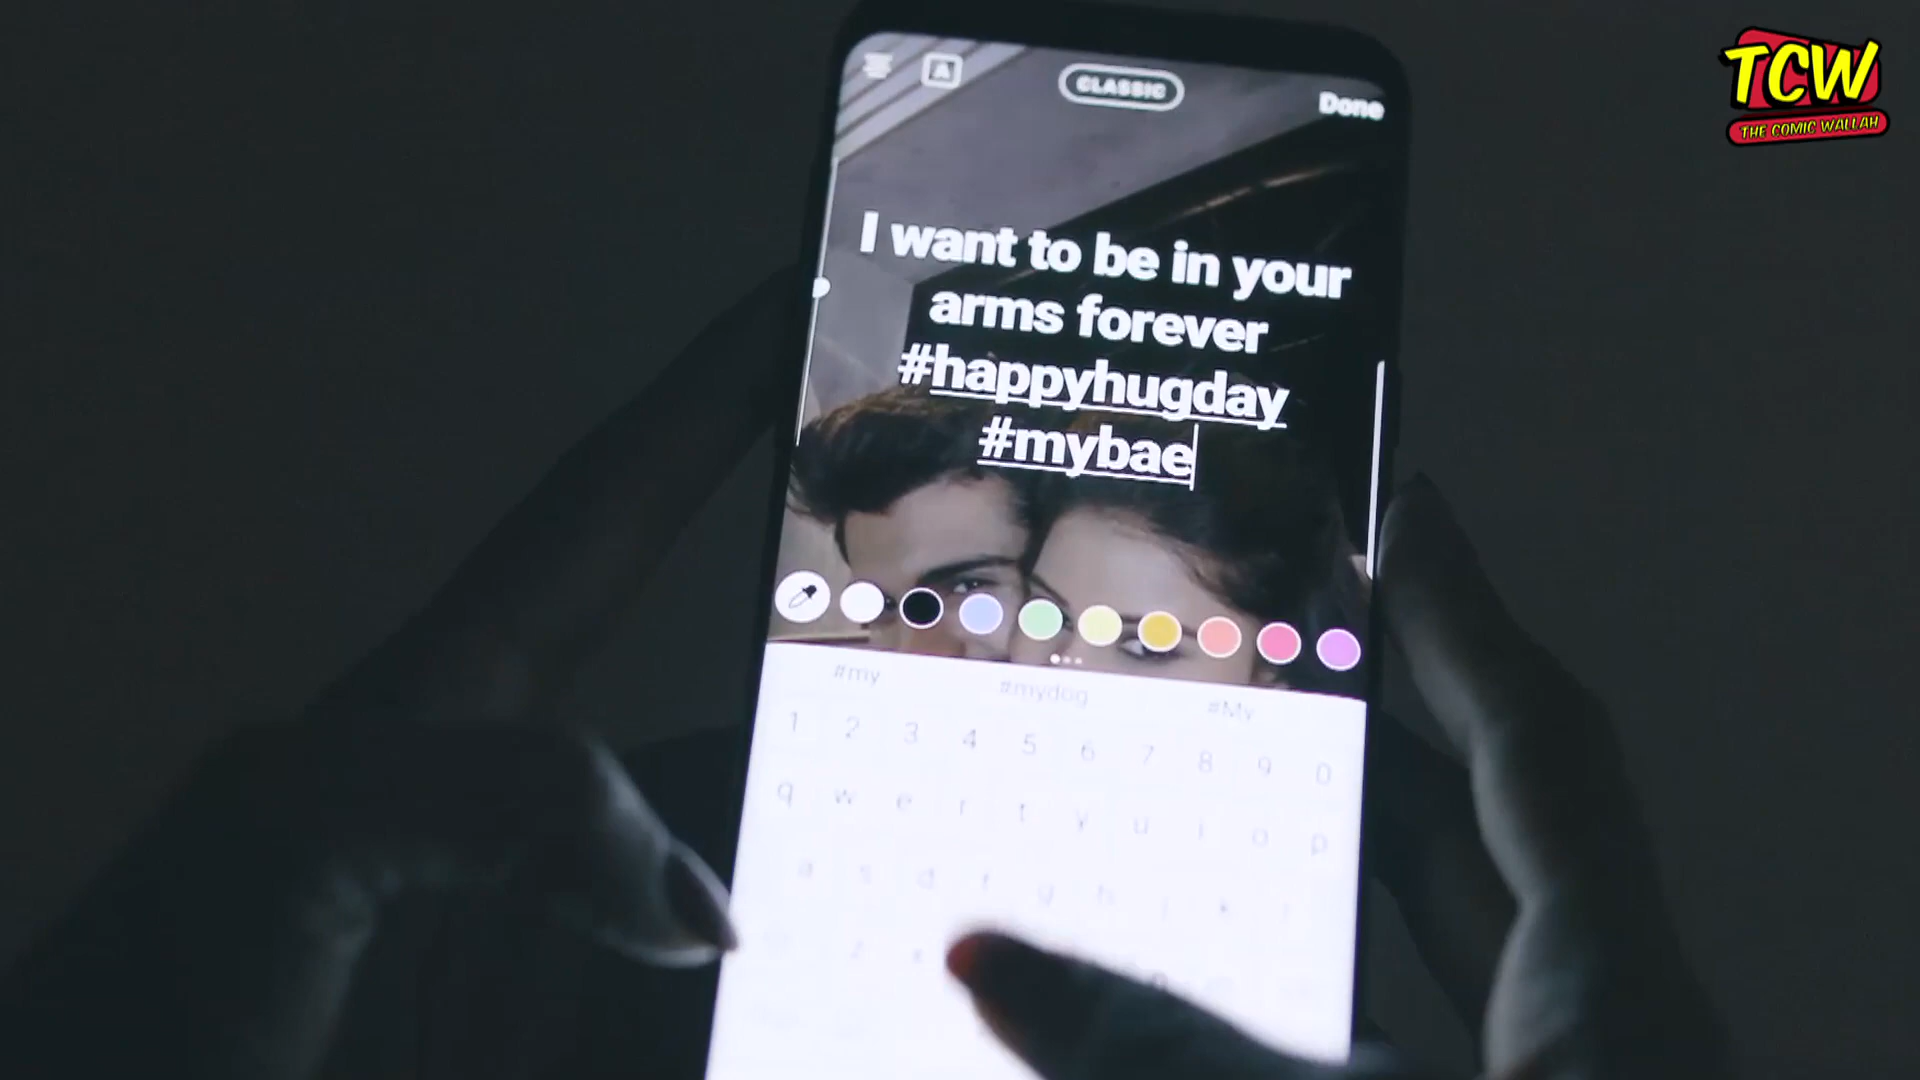 TCW
THE COMIC WALLAH
A
CLASSIC
Done
I want to be in your
arms forever
#happyhugday
#mybae
#my #mydog #My
1 2 3 4 5 6 7 8 9 0
q w e r t y u i o p
a s d f g h j k l
z x